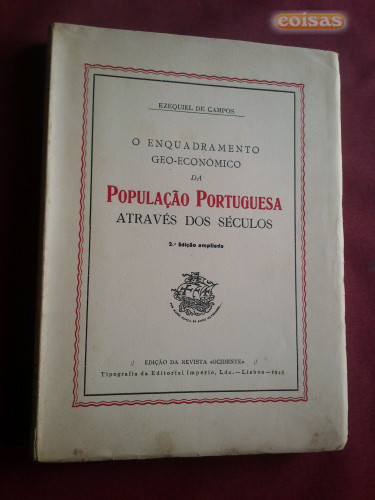 coisas
EZEQUIEL DE CAMPOS
O ENQUADRAMENTO
GEO-ECONÓMICO
DA
POPULAÇÃO PORTUGUESA
ATRAVÉS DOS SÉCULOS
2.ª Edição ampliada
EDIÇÃO DA REVISTA «OCIDENTE»
Tipografia da Editorial Império, Lda.—Lisboa—1943